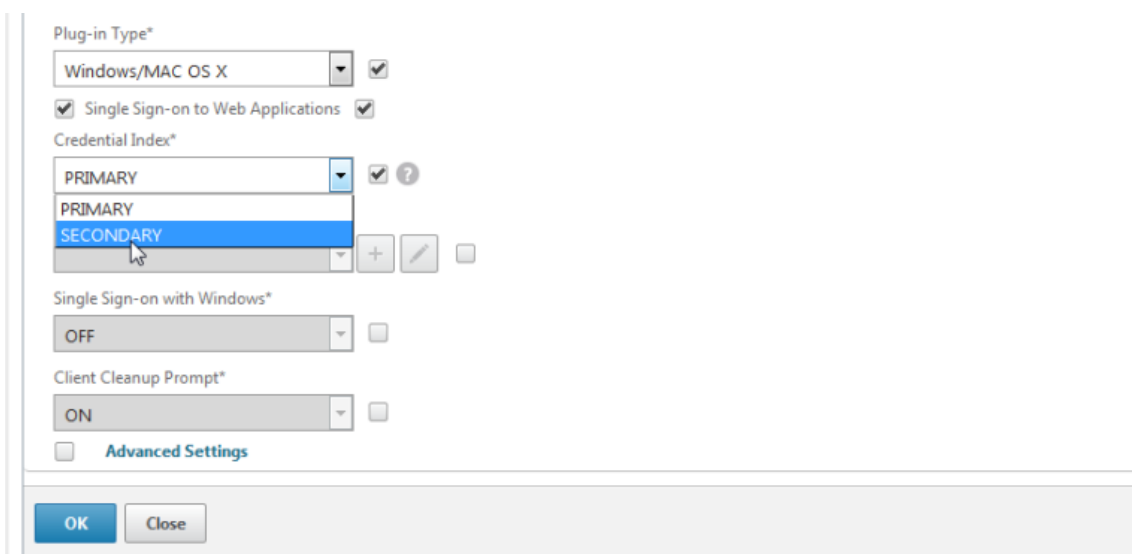 Plug-in Type*
Windows/MAC OS X
Single Sign-on to Web Applications
Credential Index*
PRIMARY
?
PRIMARY
SECONDARY
+
Single Sign-on with Windows*
OFF
Client Cleanup Prompt*
ON
Advanced Settings
OK Close